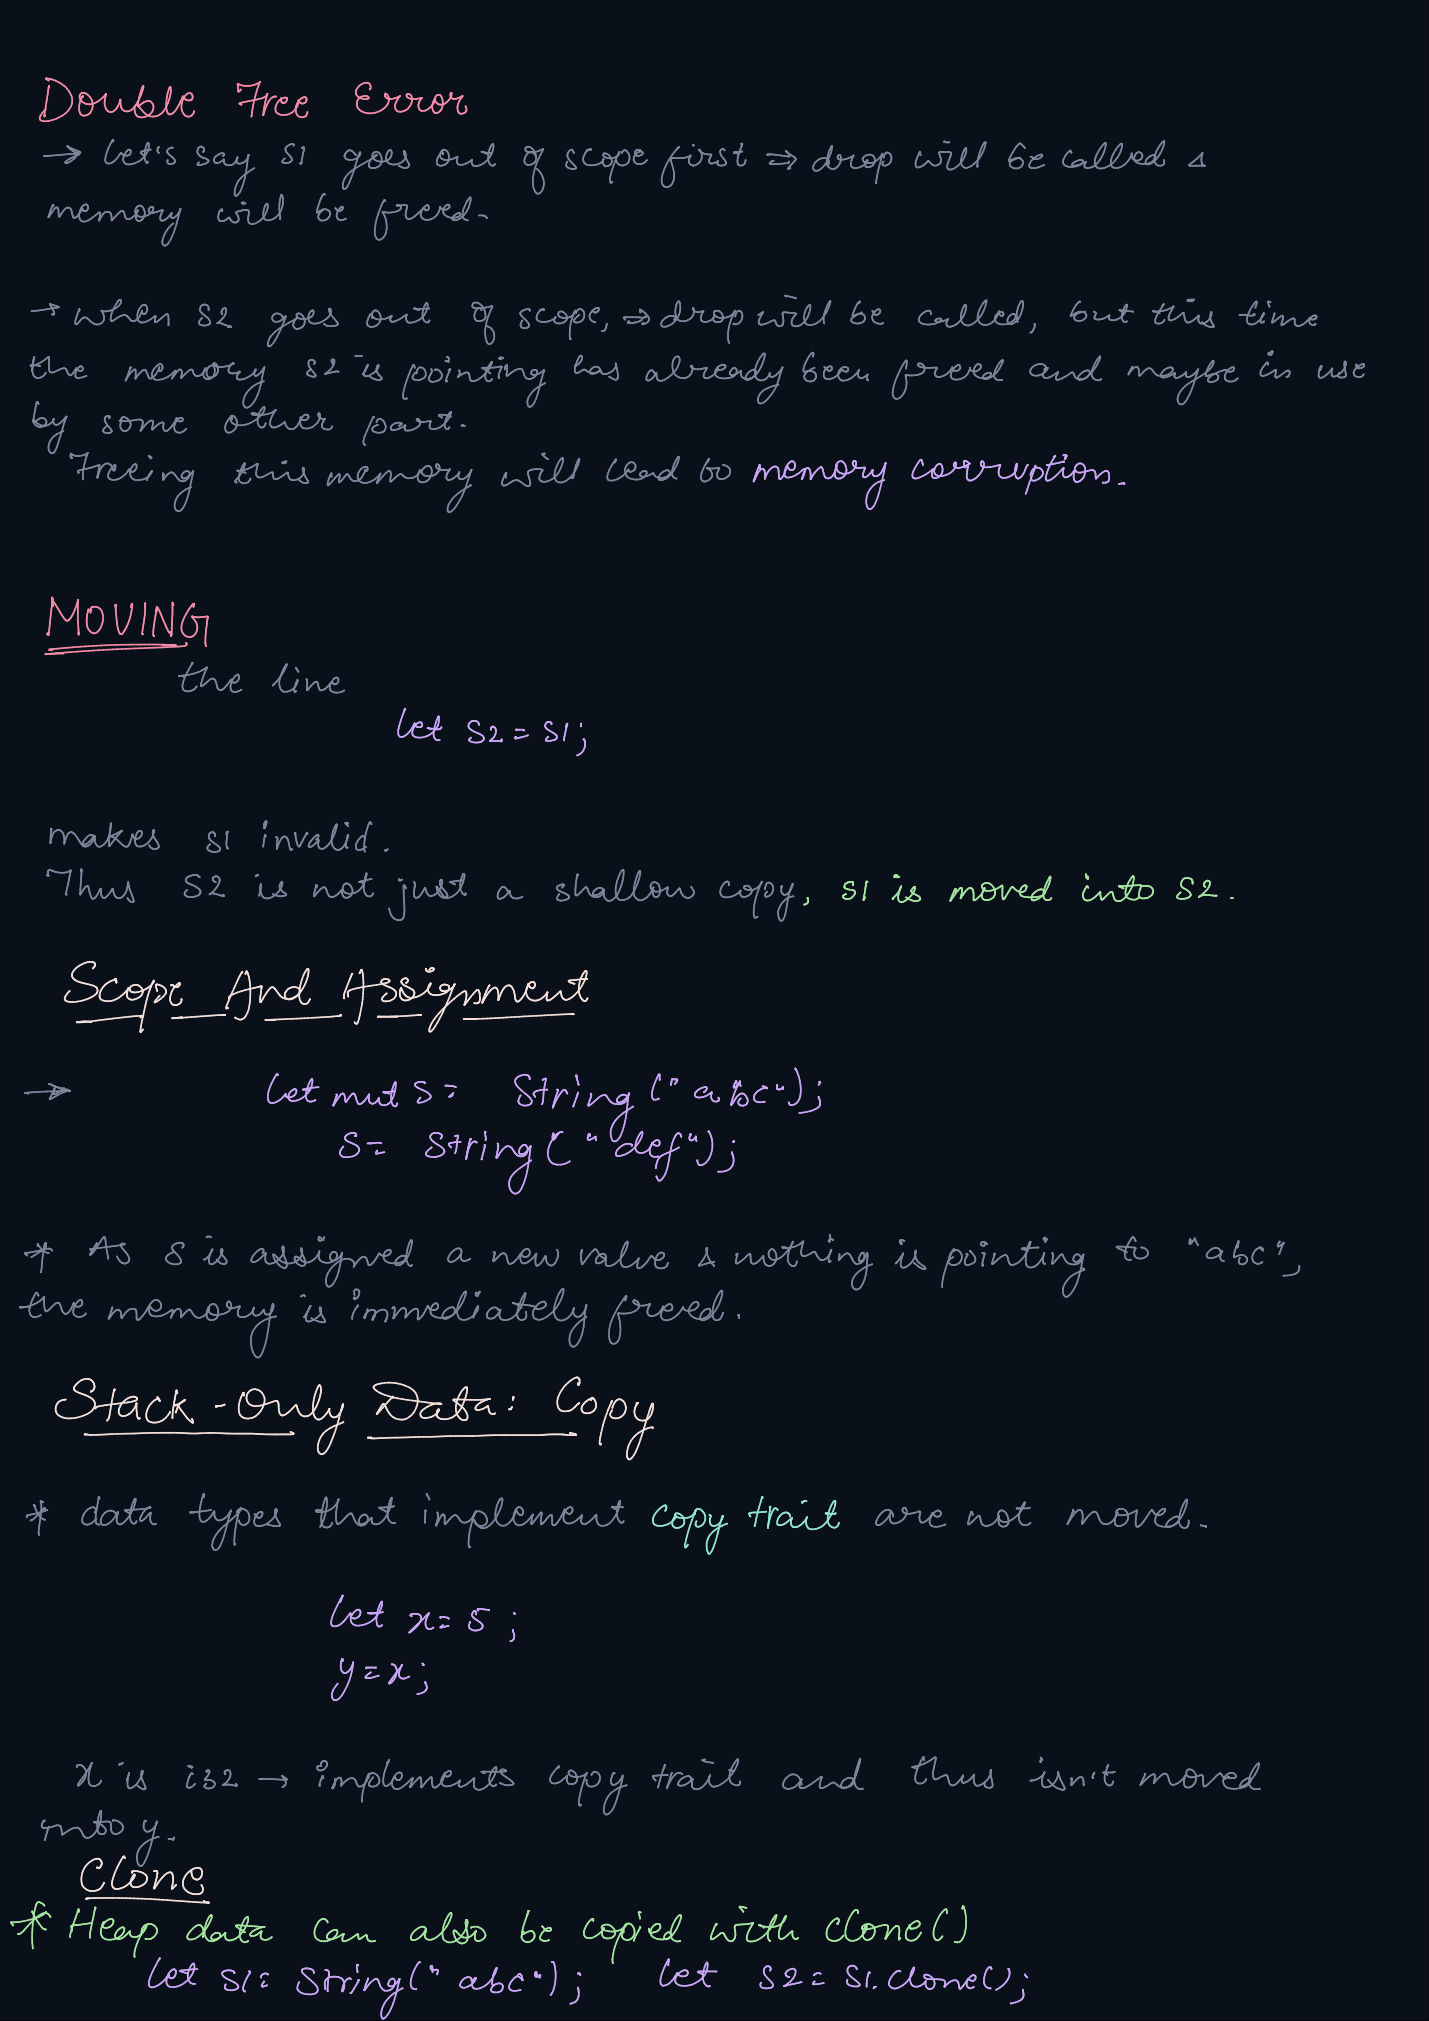 Double Free Error
→ let's say s1 goes out of scope first ⇒ drop will be called &
memory will be freed.
→ when s2 goes out of scope, ⇒ drop will be called, but this time
the memory s2 is pointing has already been freed and maybe in use
by some other part.
Freeing this memory will lead to memory corruption.
MOVING
the line
let s2 = s1;
makes s1 invalid.
Thus s2 is not just a shallow copy, s1 is moved into s2.
Scope And Assignment
→ let mut s = String("abc");
s = String("def");
* As s is assigned a new value & nothing is pointing to "abc",
the memory is immediately freed.
Stack-Only Data: Copy
* data types that implement copy trait are not moved.
let x = 5;
y = x;
x is i32 → implements copy trait and thus isn't moved
into y.
Clone
* Heap data can also be copied with clone()
let s1 = String("abc"); let s2 = s1.clone();